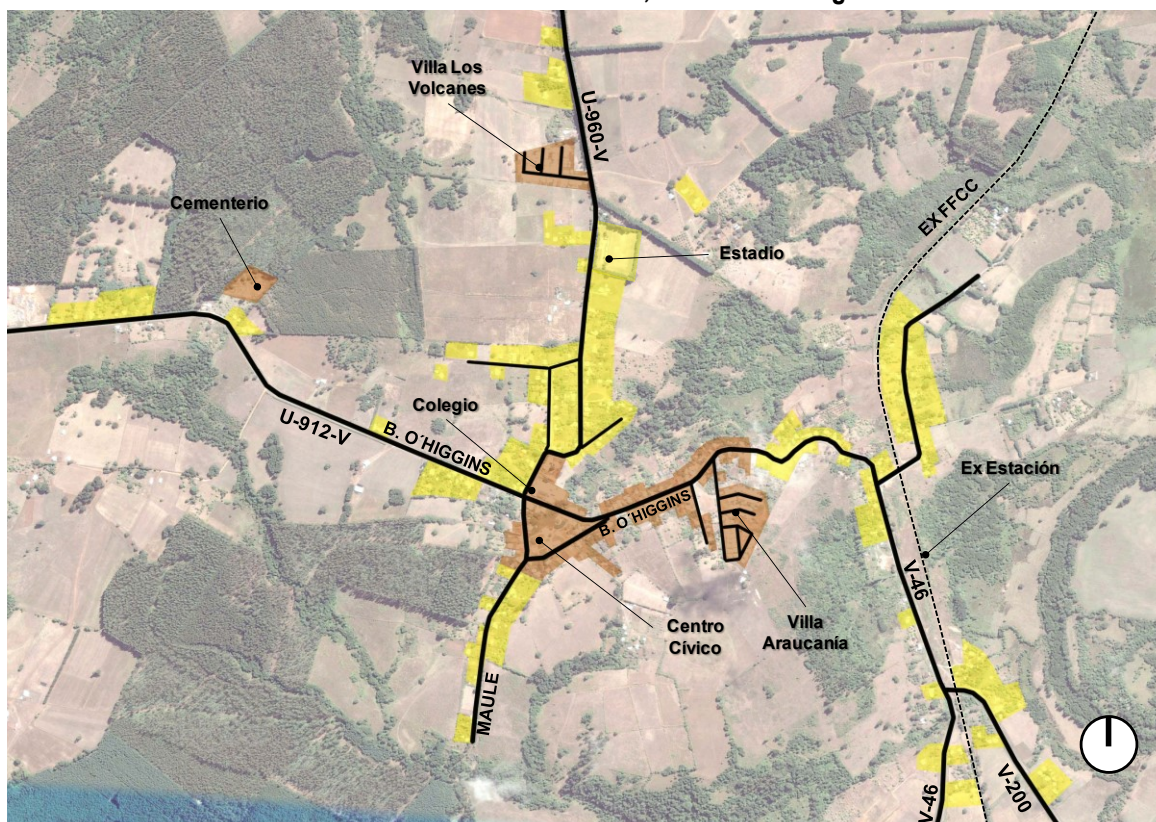 Villa Los
Volcanes
U-960-V
Cementerio
EX FFCC
Estadio
Colegio
U-912-V
B. O´HIGGINS
Ex Estación
B. O´HIGGINS
V-46
Centro
Cívico
Villa
Araucanía
MAULE
V-46
V-200